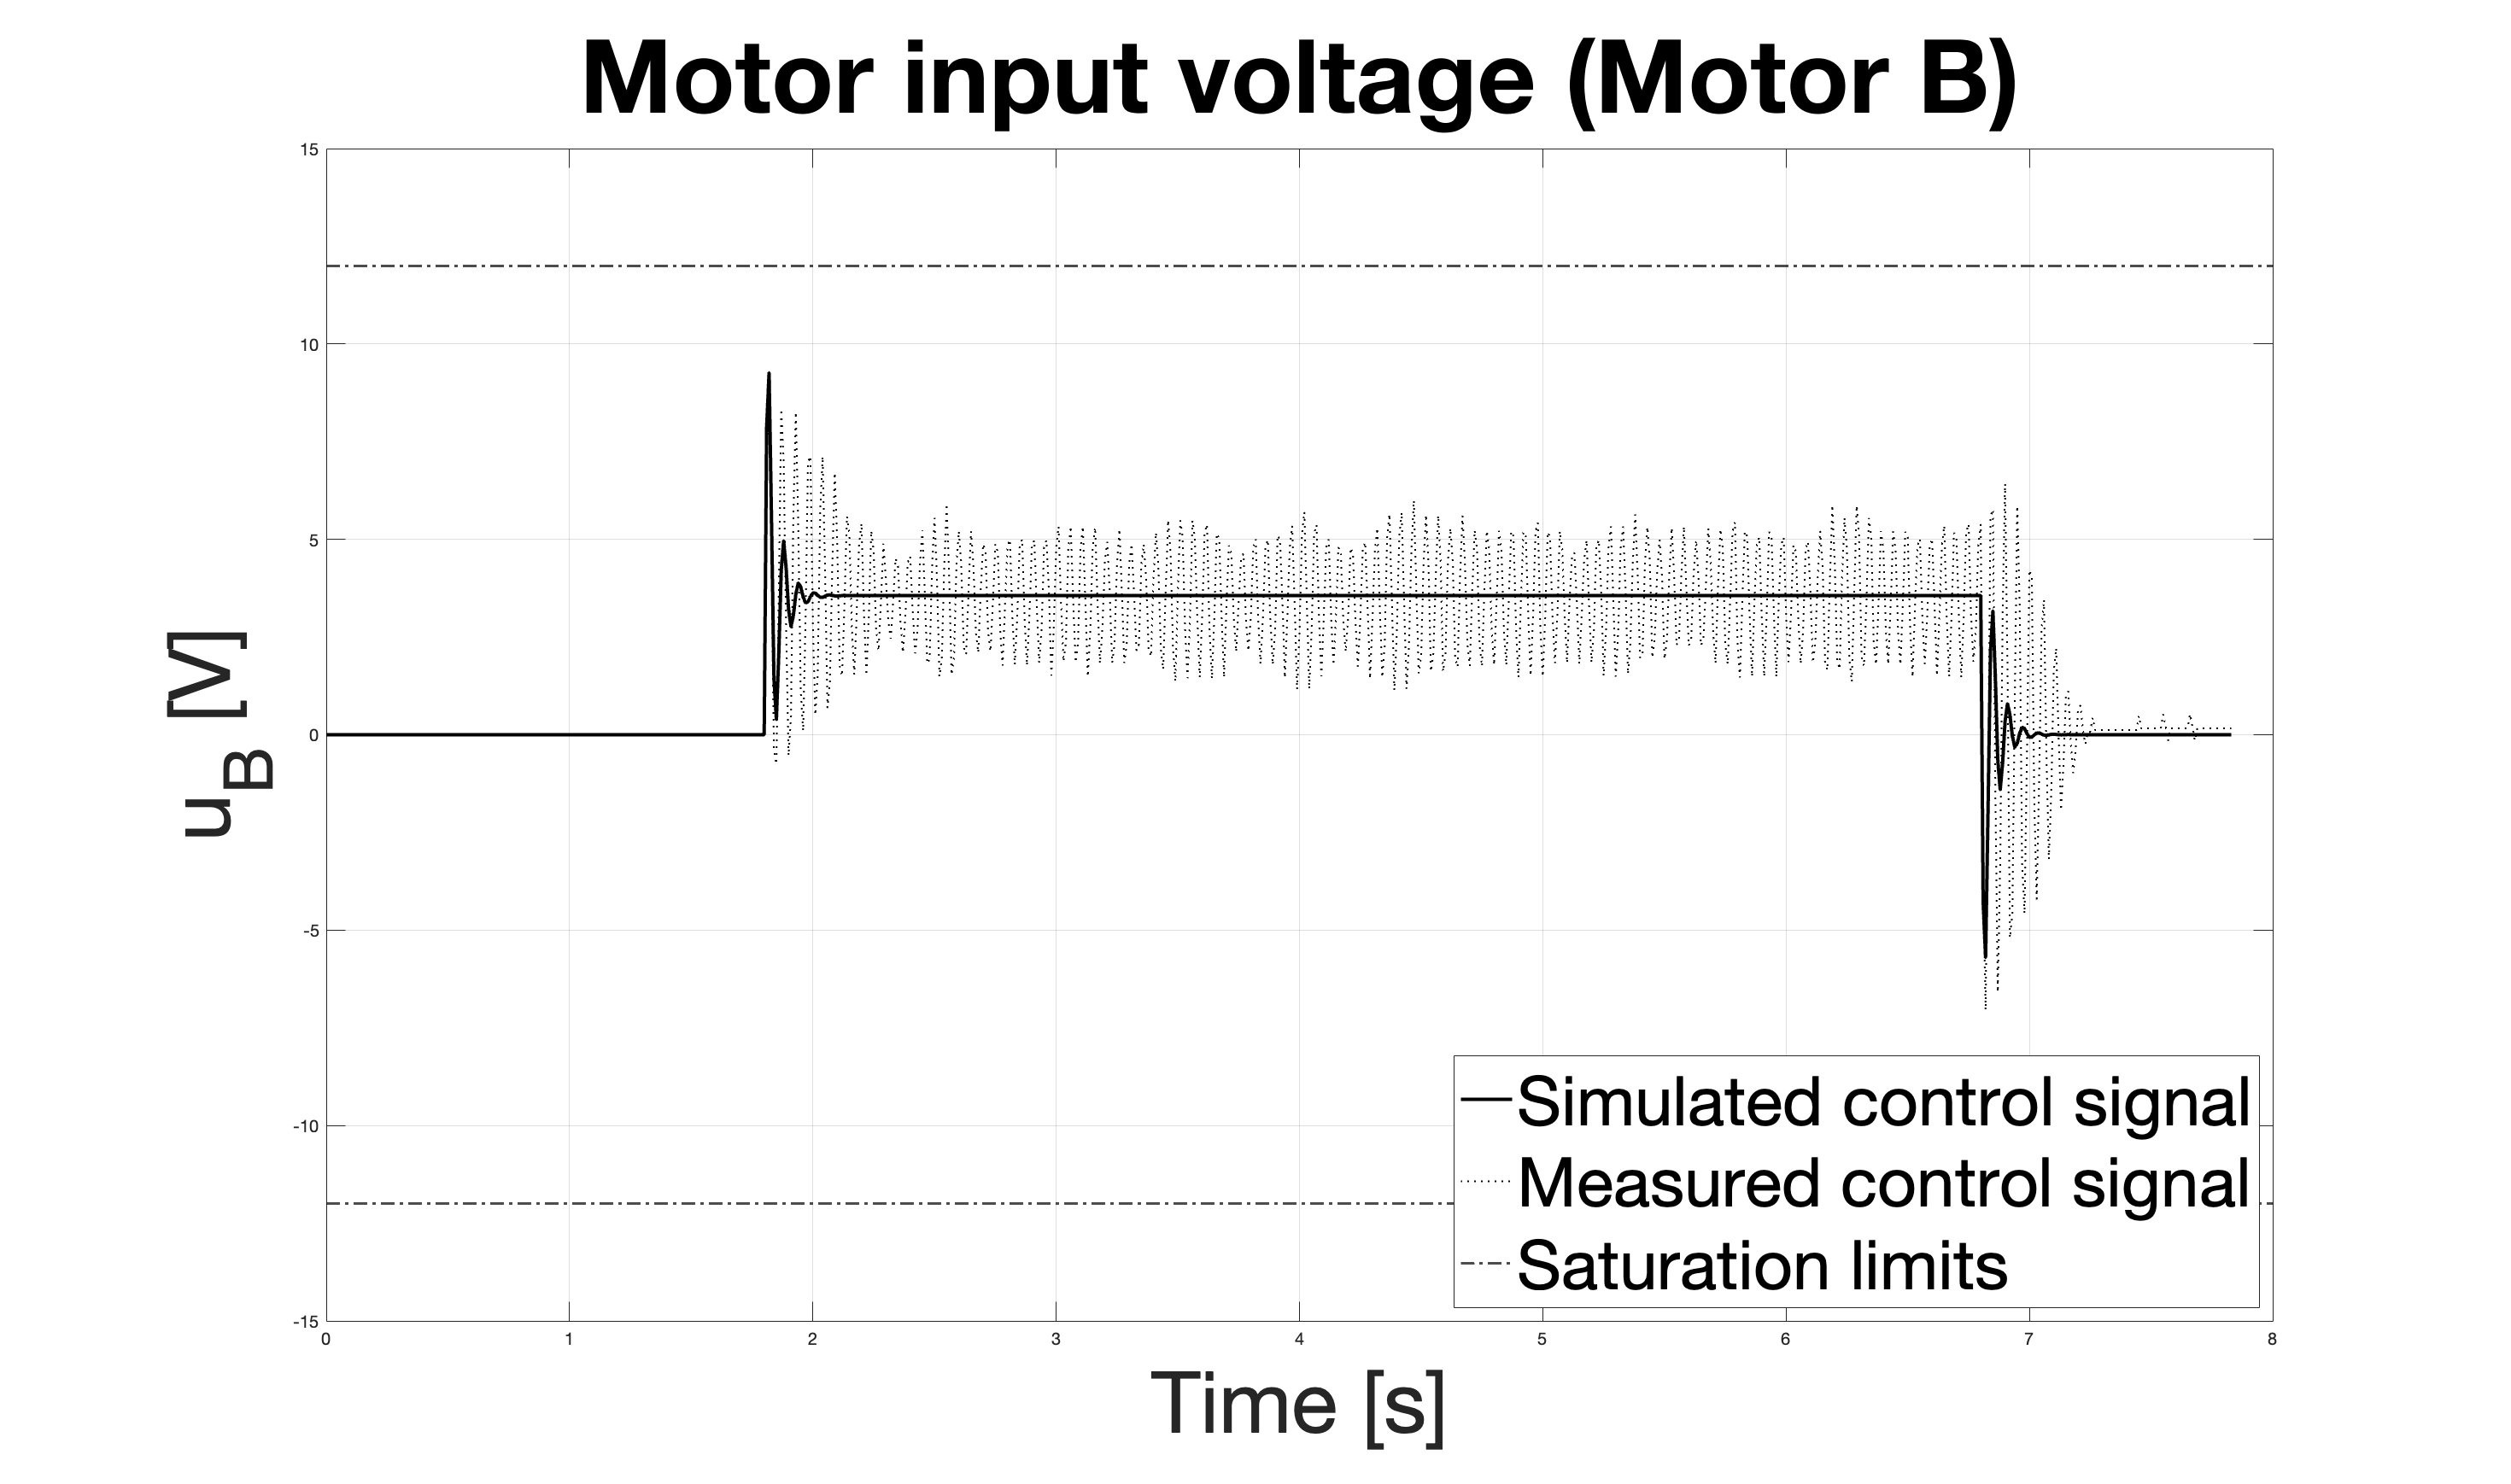 Motor input voltage (Motor B)
15
10
5
0
-5
-10
-15
u_B [V]
0 1 2 3 4 5 6 7 8
Time [s]
Simulated control signal
Measured control signal
Saturation limits